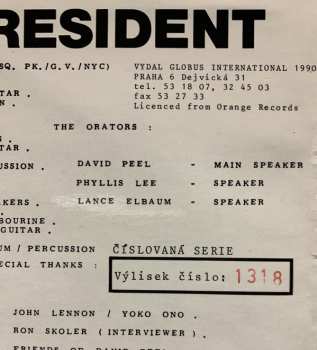 RESIDENT
SQ. PK./G.V./NYC) VYDAL GLOBUS INTERNATIONAL 1990
PRAHA 6 Dejvická 31
tel. 53 18 07, 32 45 03
fax 53 27 33
Licenced from Orange Records
THE ORATORS :
TAR .
DAVID PEEL - MAIN SPEAKER
PHYLLIS LEE - SPEAKER
LANCE ELBAUM - SPEAKER
AKERS .
BOURINE .
GUITAR .
UM / PERCUSSION ČÍSLOVANÁ SERIE
ECIAL THANKS :
Výlisek číslo: 1318
JOHN LENNON / YOKO ONO .
RON SKOLER ( INTERVIEWER ) .